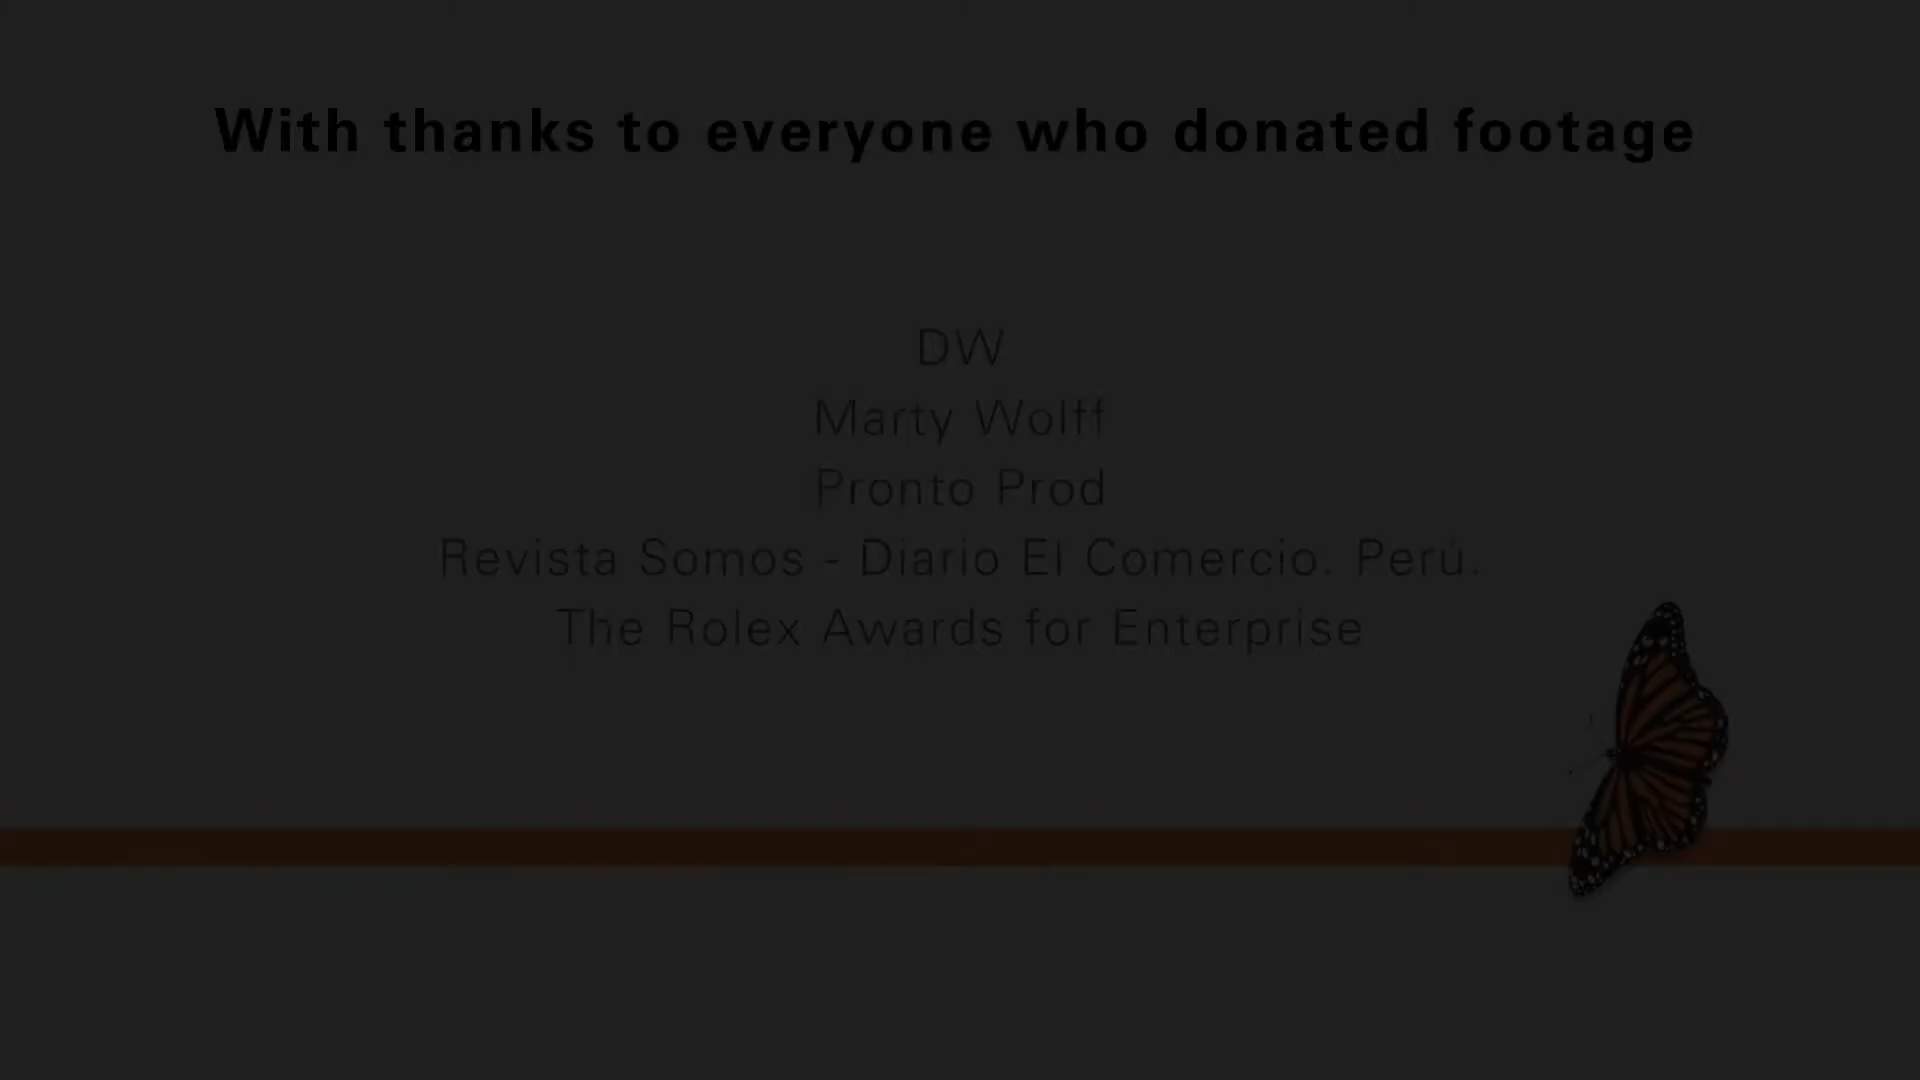 With thanks to everyone who donated footage
DW
Marty Wolff
Pronto Prod
Revista Somos - Diario El Comercio. Perú.
The Rolex Awards for Enterprise